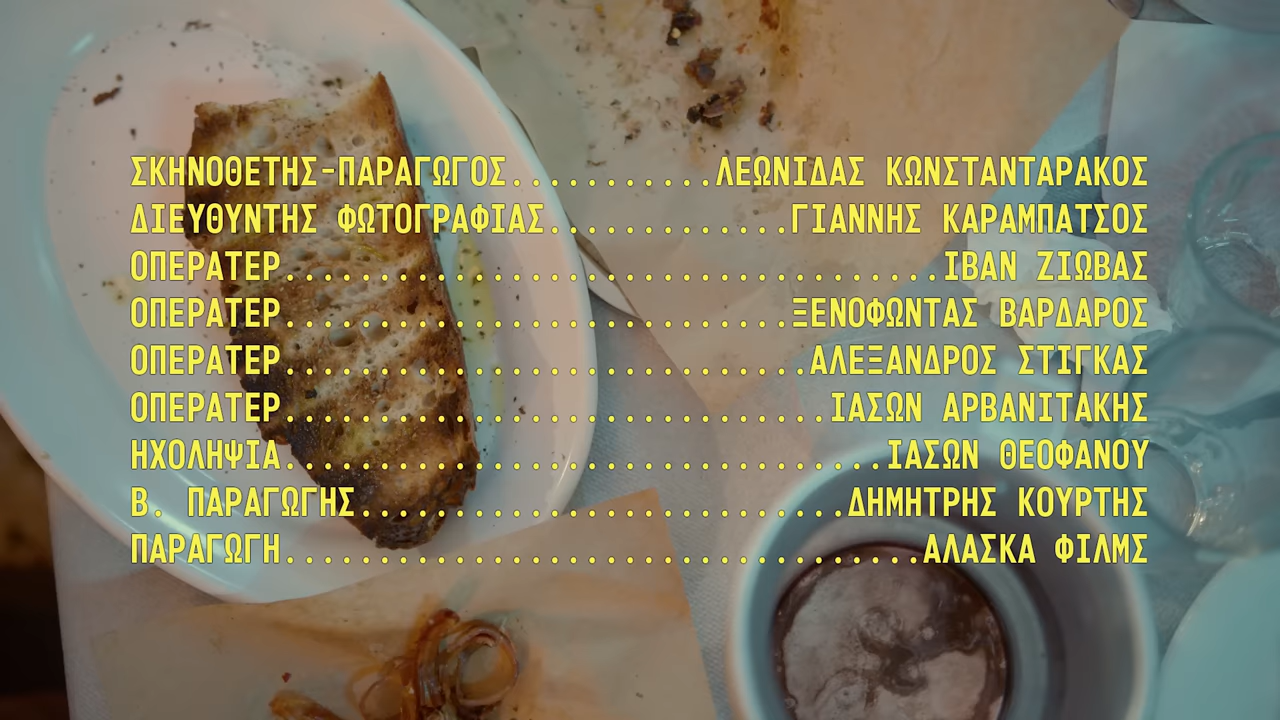 ΣΚΗΝΟΘΕΤΗΣ-ΠΑΡΑΓΩΓΟΣ...........ΛΕΩΝΙΔΑΣ ΚΩΝΣΤΑΝΤΑΡΑΚΟΣ
ΔΙΕΥΘΥΝΤΗΣ ΦΩΤΟΓΡΑΦΙΑΣ.............ΓΙΑΝΝΗΣ ΚΑΡΑΜΠΑΤΣΟΣ
ΟΠΕΡΑΤΕΡ...................................ΙΒΑΝ ΖΙΩΒΑΣ
ΟΠΕΡΑΤΕΡ...........................ΞΕΝΟΦΩΝΤΑΣ ΒΑΡΔΑΡΟΣ
ΟΠΕΡΑΤΕΡ............................ΑΛΕΞΑΝΔΡΟΣ ΣΤΙΓΚΑΣ
ΟΠΕΡΑΤΕΡ.............................ΙΑΣΩΝ ΑΡΒΑΝΙΤΑΚΗΣ
ΗΧΟΛΗΨΙΑ................................ΙΑΣΩΝ ΘΕΟΦΑΝΟΥ
Β. ΠΑΡΑΓΩΓΗΣ..........................ΔΗΜΗΤΡΗΣ ΚΟΥΡΤΗΣ
ΠΑΡΑΓΩΓΗ..................................ΑΛΑΣΚΑ ΦΙΛΜΣ